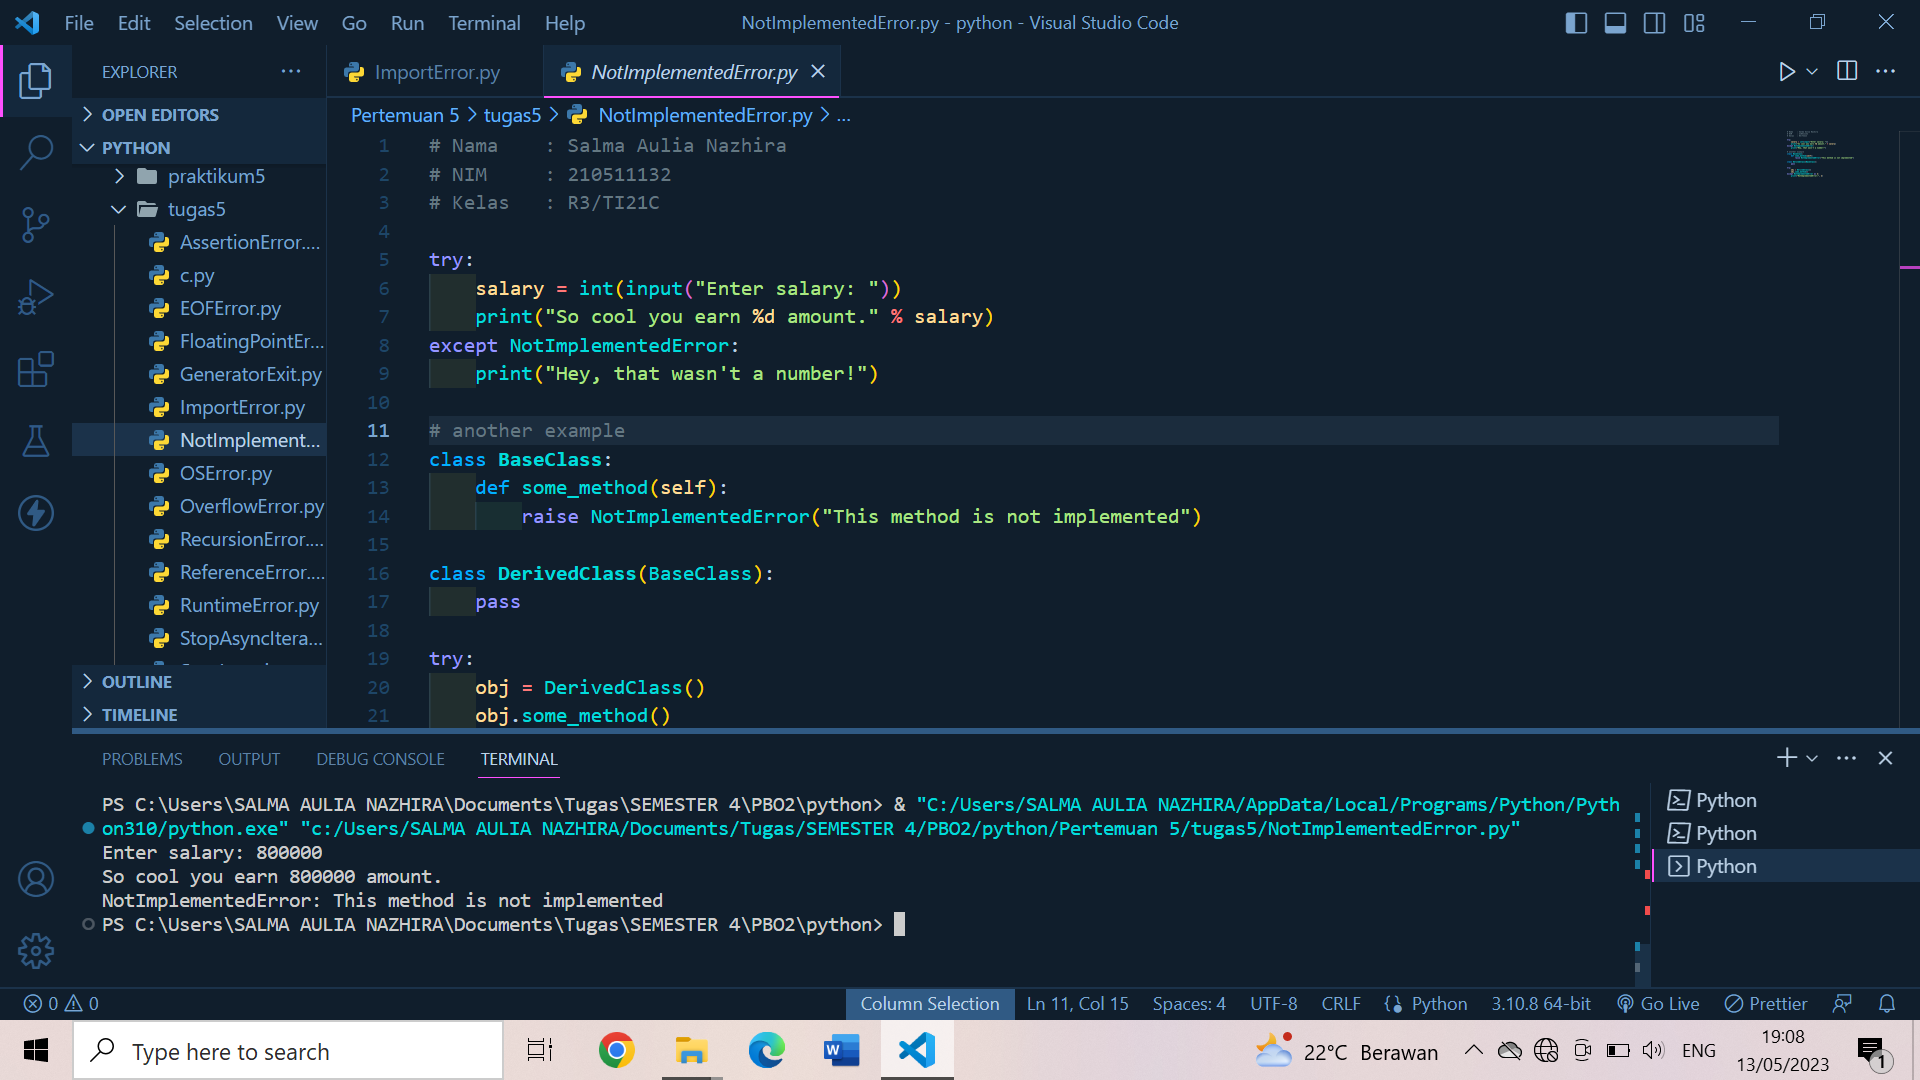 File Edit Selection View Go Run Terminal Help NotImplementedError.py - python - Visual Studio Code
EXPLORER
ImportError.py NotImplementedError.py
OPEN EDITORS
Pertemuan 5 > tugas5 > NotImplementedError.py > ...
PYTHON
praktikum5
tugas5
AssertionError....
c.py
EOFError.py
FloatingPointEr...
GeneratorExit.py
ImportError.py
NotImplement...
OSError.py
OverflowError.py
RecursionError....
ReferenceError....
RuntimeError.py
StopAsyncItera...
OUTLINE
TIMELINE
1 # Nama    : Salma Aulia Nazhira
2 # NIM     : 210511132
3 # Kelas   : R3/TI21C
4
5 try:
6     salary = int(input("Enter salary: "))
7     print("So cool you earn %d amount." % salary)
8 except NotImplementedError:
9     print("Hey, that wasn't a number!")
10
11 # another example
12 class BaseClass:
13     def some_method(self):
14         raise NotImplementedError("This method is not implemented")
15
16 class DerivedClass(BaseClass):
17     pass
18
19 try:
20     obj = DerivedClass()
21     obj.some_method()
PROBLEMS OUTPUT DEBUG CONSOLE TERMINAL
PS C:\Users\SALMA AULIA NAZHIRA\Documents\Tugas\SEMESTER 4\PBO2\python> & "C:/Users/SALMA AULIA NAZHIRA/AppData/Local/Programs/Python/Pyth
on310/python.exe" "c:/Users/SALMA AULIA NAZHIRA/Documents/Tugas/SEMESTER 4/PBO2/python/Pertemuan 5/tugas5/NotImplementedError.py"
Enter salary: 800000
So cool you earn 800000 amount.
NotImplementedError: This method is not implemented
PS C:\Users\SALMA AULIA NAZHIRA\Documents\Tugas\SEMESTER 4\PBO2\python>
Python
Python
Python
0 0 Column Selection Ln 11, Col 15 Spaces: 4 UTF-8 CRLF Python 3.10.8 64-bit Go Live Prettier
Type here to search
22°C Berawan
ENG
19:08
13/05/2023
1